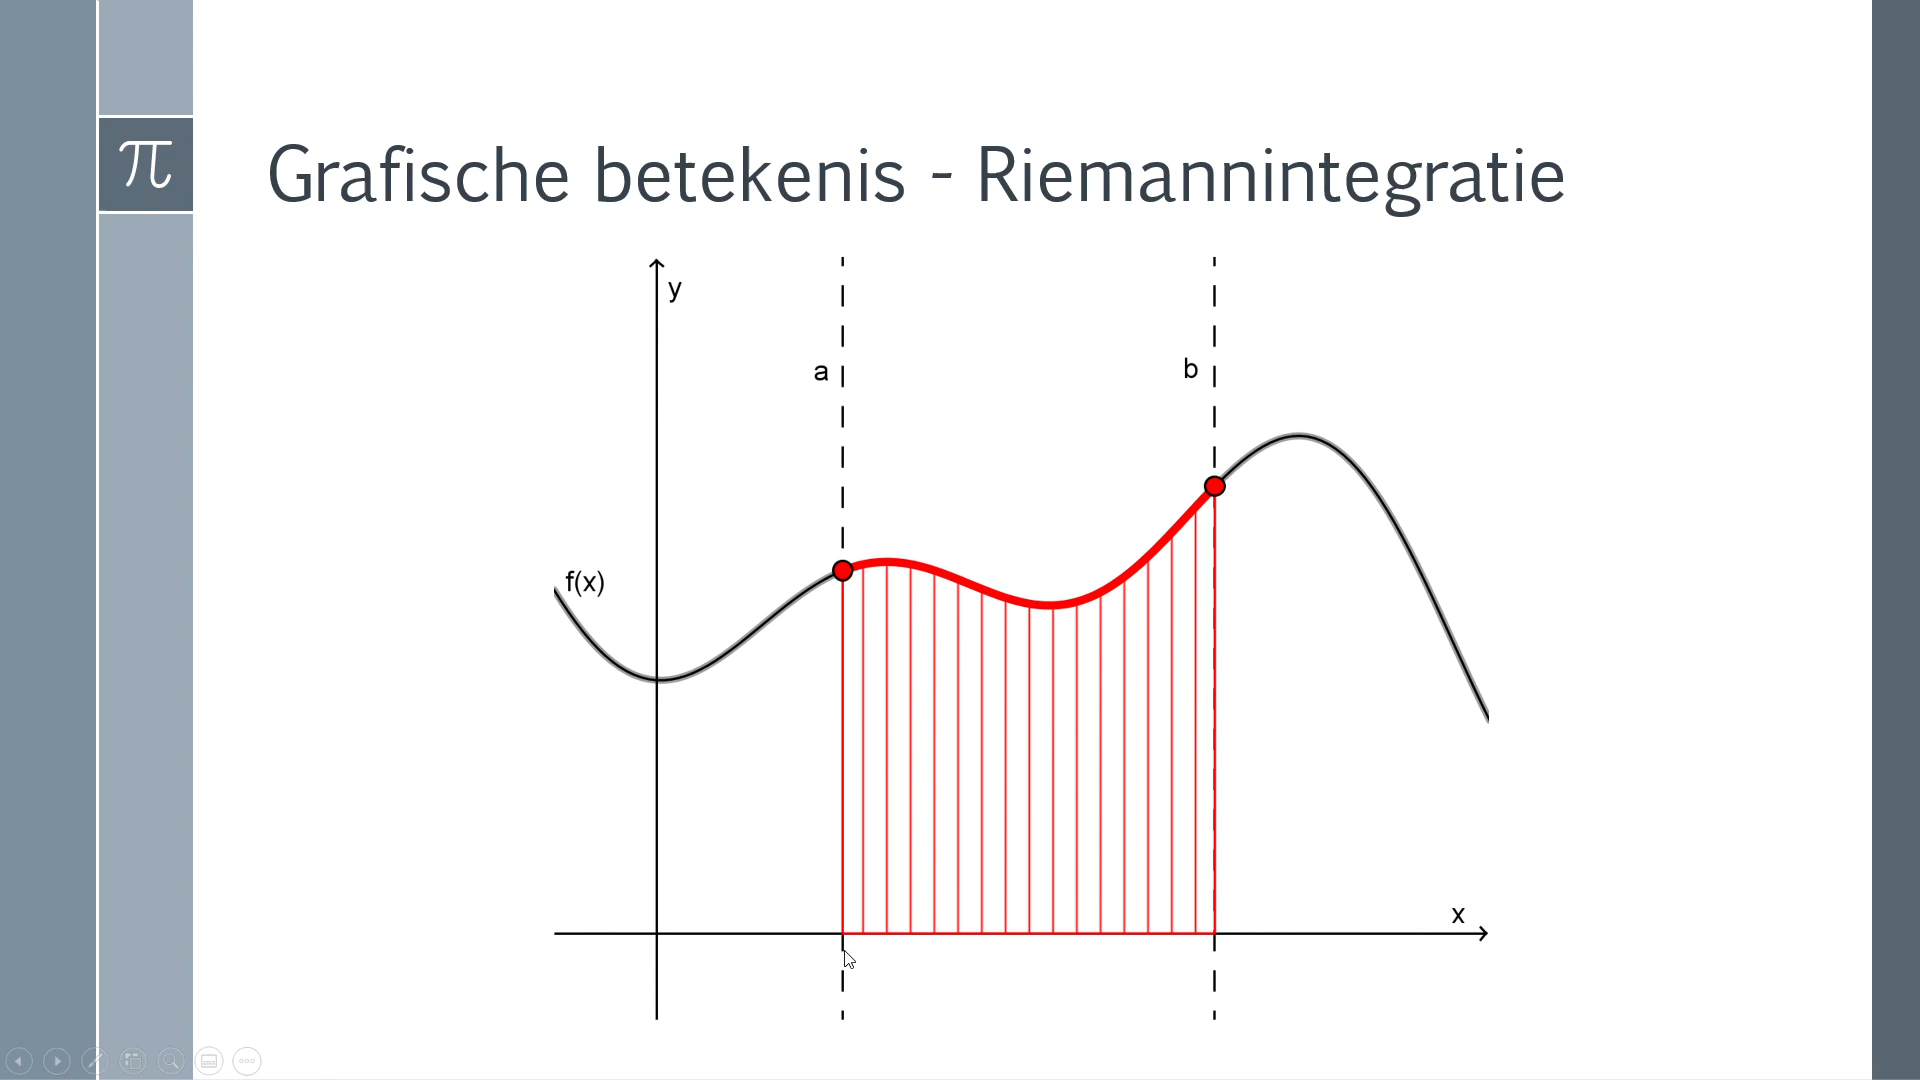 π
Grafische betekenis - Riemannintegratie
y
a
b
f(x)
x